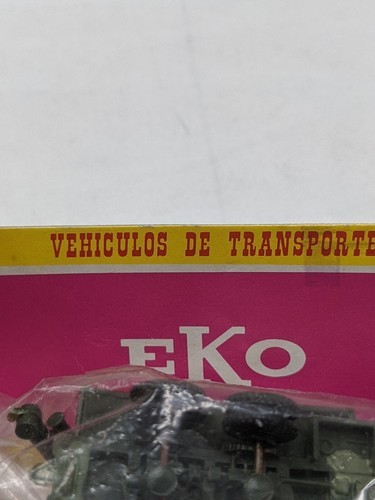 VEHICULOS DE TRANSPORTE
EKO